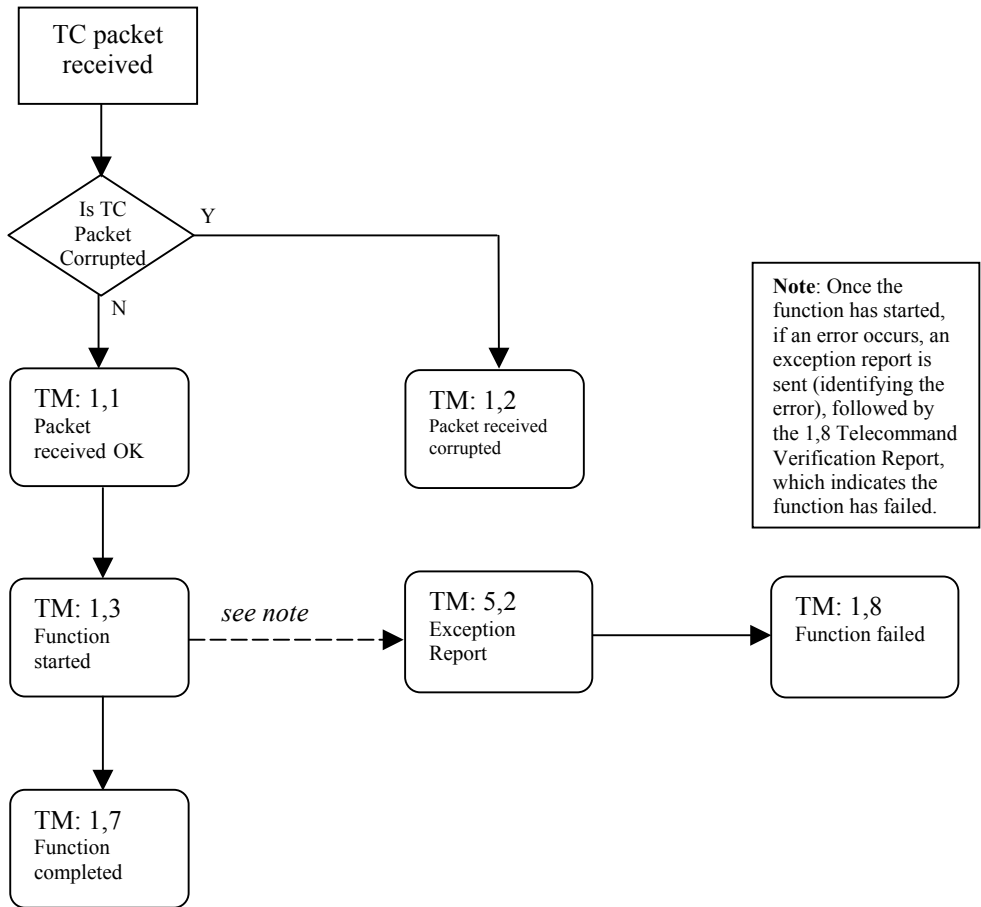 TC packet
received
Is TC
Packet
Corrupted
Y
N
TM: 1,1
Packet
received OK
TM: 1,2
Packet received
corrupted
Note: Once the
function has started,
if an error occurs, an
exception report is
sent (identifying the
error), followed by
the 1,8 Telecommand
Verification Report,
which indicates the
function has failed.
TM: 1,3
Function
started
see note
TM: 5,2
Exception
Report
TM: 1,8
Function failed
TM: 1,7
Function
completed